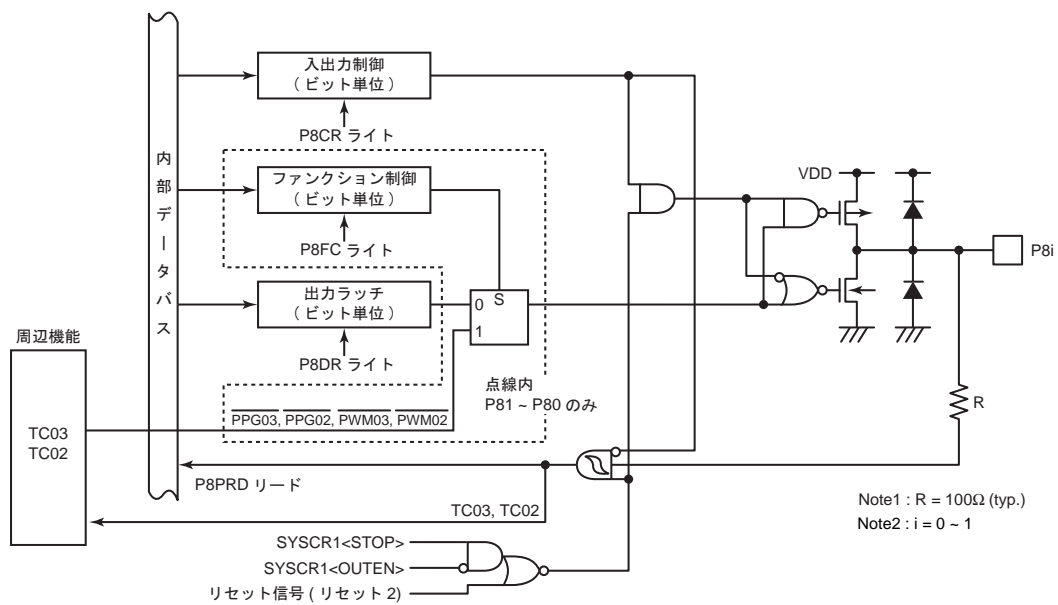 入出力制御
( ビット単位 )
P8CR ライト
内部データバス
ファンクション制御
( ビット単位 )
P8FC ライト
出力ラッチ
( ビット単位 )
P8DR ライト
0 S
1
VDD
P8i
周辺機能
TC03
TC02
点線内
P81 ~ P80 のみ
PPG03, PPG02, PWM03, PWM02
R
P8PRD リード
TC03, TC02
Note1 : R = 100Ω (typ.)
Note2 : i = 0 ~ 1
SYSCR1<STOP>
SYSCR1<OUTEN>
リセット信号 ( リセット 2)